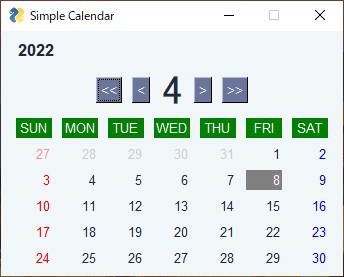 Simple Calendar
2022
<< < 4 > >>
SUN MON TUE WED THU FRI SAT
27 28 29 30 31 1 2
3 4 5 6 7 8 9
10 11 12 13 14 15 16
17 18 19 20 21 22 23
24 25 26 27 28 29 30